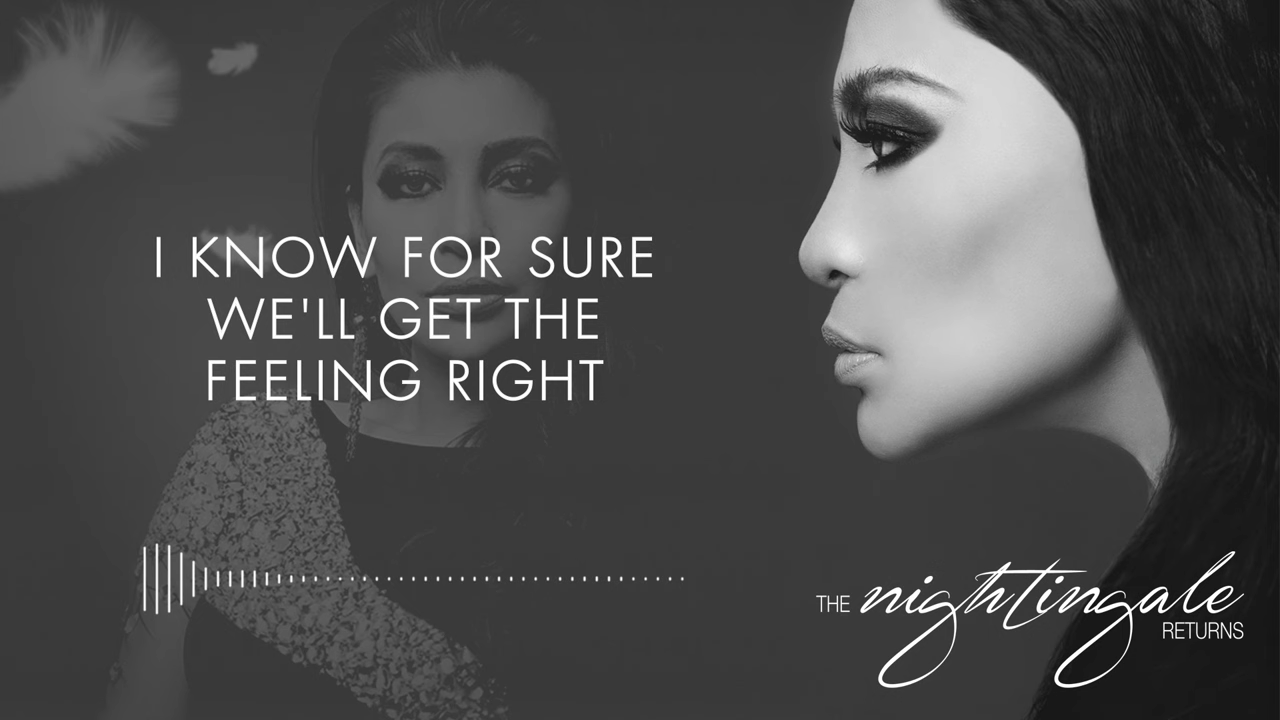 I KNOW FOR SURE
WE'LL GET THE
FEELING RIGHT
THE nightingale
RETURNS